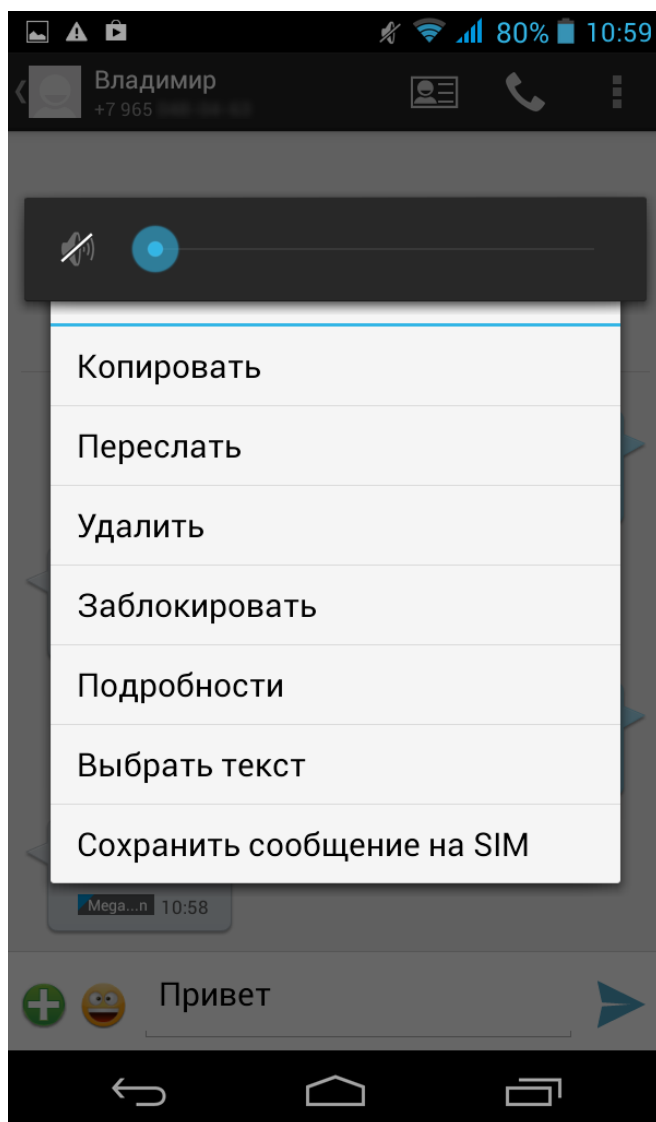 80% 10:59
Владимир
+7 965
Копировать
Переслать
Удалить
Заблокировать
Подробности
Выбрать текст
Сохранить сообщение на SIM
Mega...n 10:58
Привет